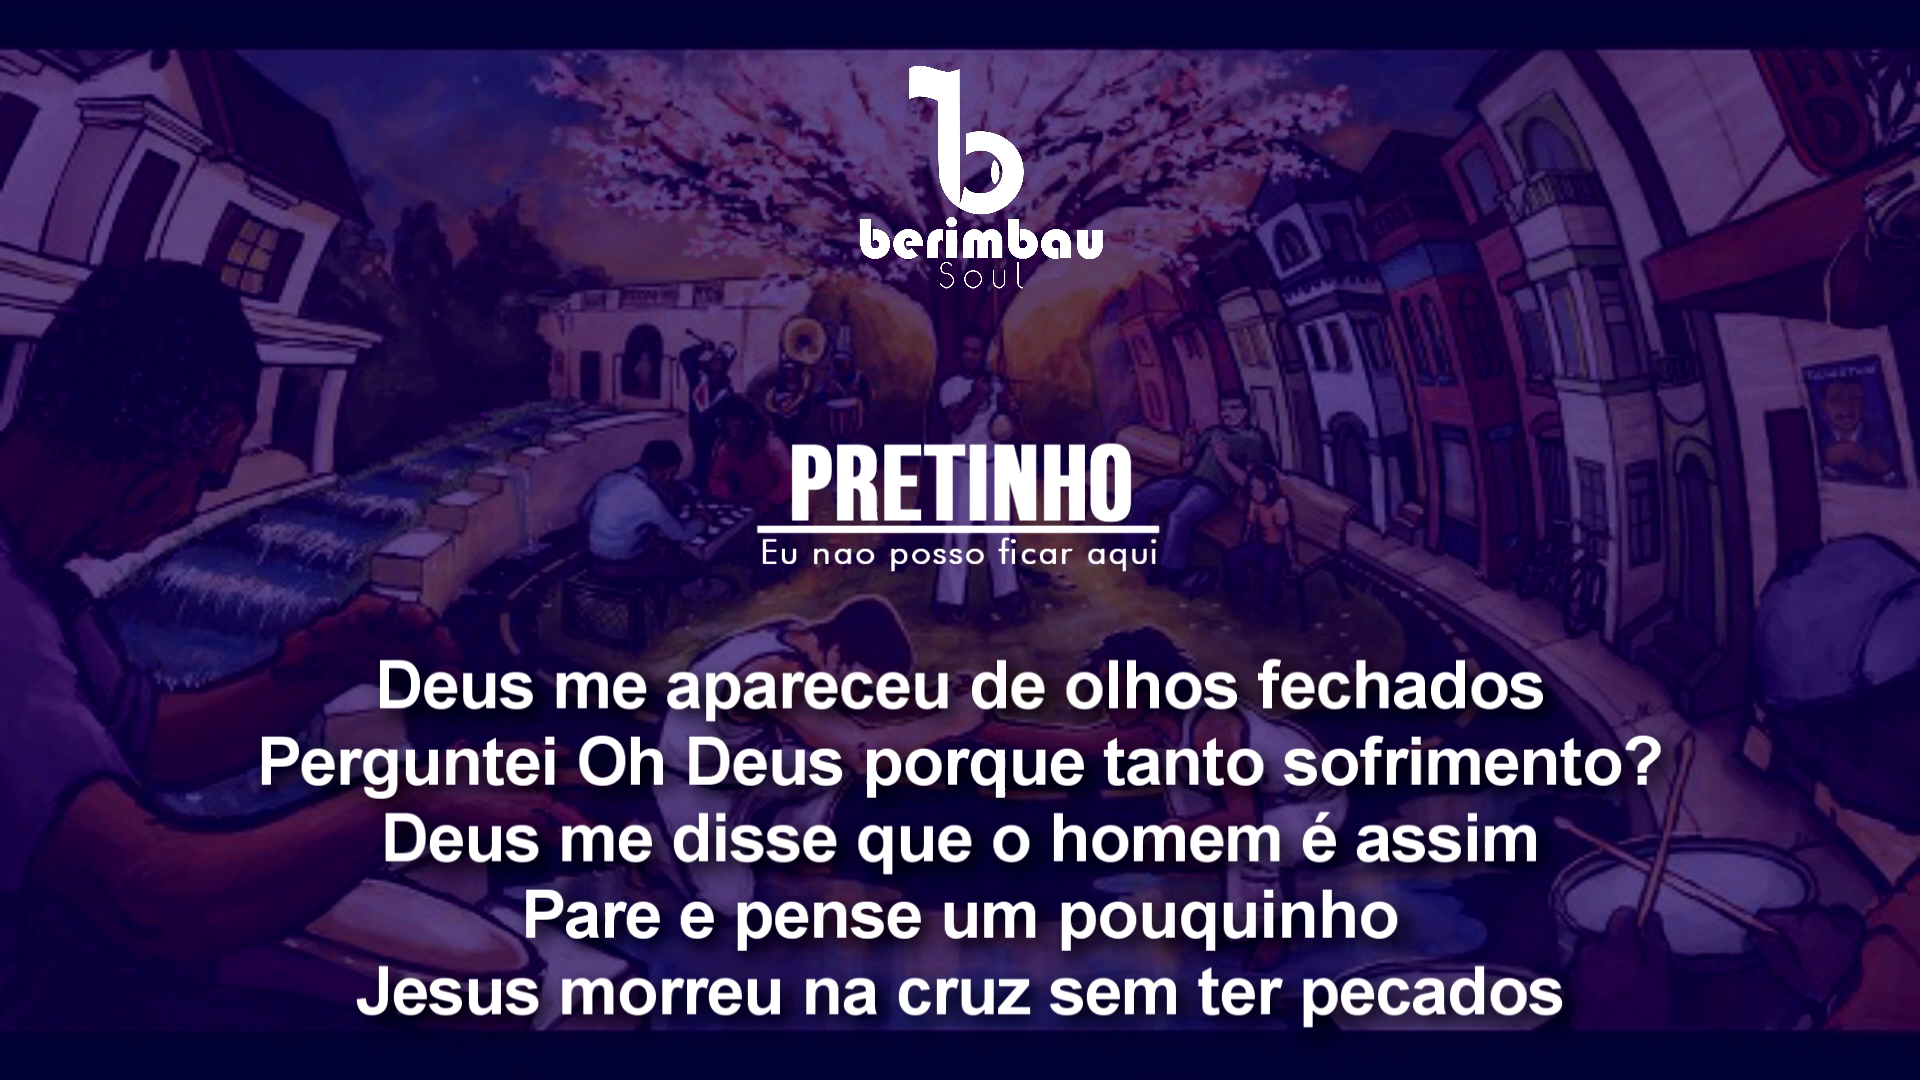 berimbau
Soul
PRETINHO
Eu nao posso ficar aqui
Deus me apareceu de olhos fechados
Perguntei Oh Deus porque tanto sofrimento?
Deus me disse que o homem é assim
Pare e pense um pouquinho
Jesus morreu na cruz sem ter pecados